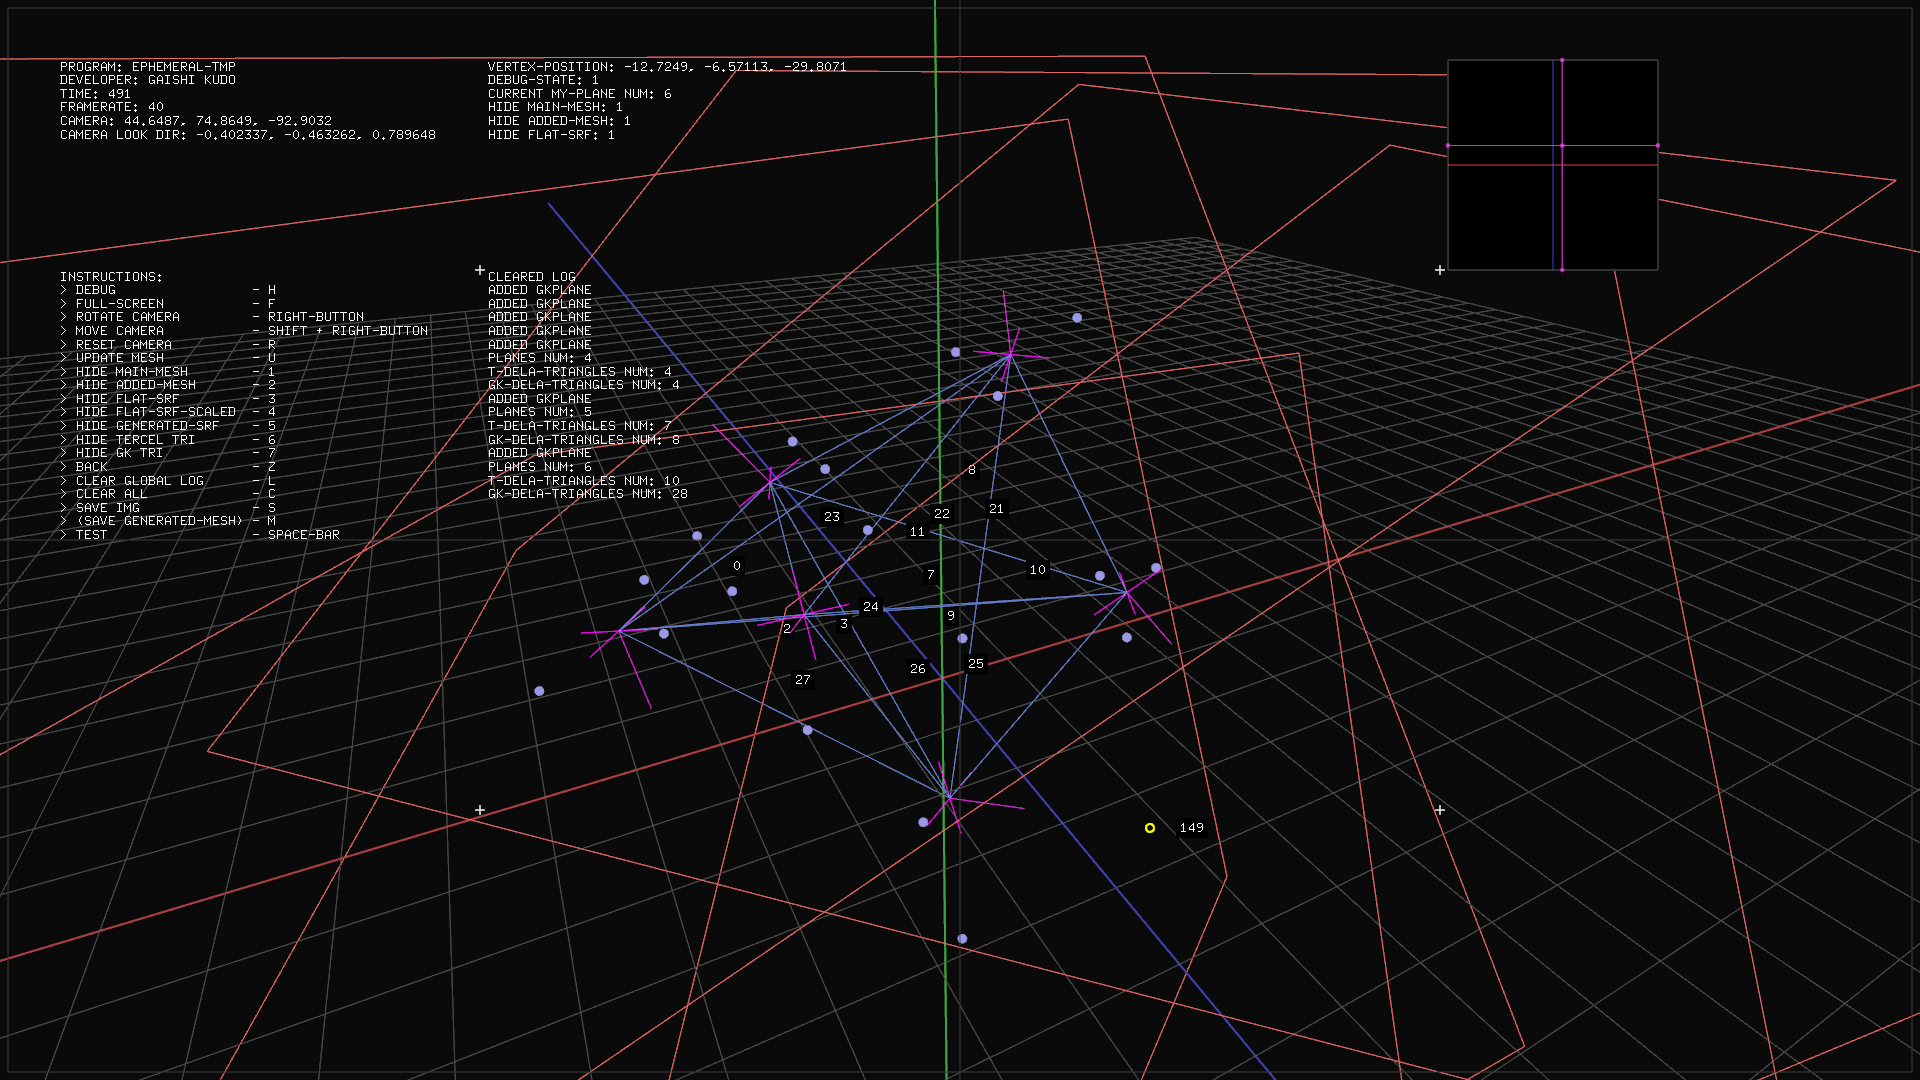 PROGRAM: EPHEMERAL-TMP
DEVELOPER: GAISHI KUDO
TIME: 491
FRAMERATE: 40
CAMERA: 44.6487, 74.8649, -92.9032
CAMERA LOOK DIR: -0.402337, -0.463262, 0.789648
VERTEX-POSITION: -12.7249, -6.57113, -29.8071
DEBUG-STATE: 1
CURRENT MY-PLANE NUM: 6
HIDE MAIN-MESH: 1
HIDE ADDED-MESH: 1
HIDE FLAT-SRF: 1
INSTRUCTIONS:
> DEBUG - H
> FULL-SCREEN - F
> ROTATE CAMERA - RIGHT-BUTTON
> MOVE CAMERA - SHIFT + RIGHT-BUTTON
> RESET CAMERA - R
> UPDATE MESH - U
> HIDE MAIN-MESH - 1
> HIDE ADDED-MESH - 2
> HIDE FLAT-SRF - 3
> HIDE FLAT-SRF-SCALED - 4
> HIDE GENERATED-SRF - 5
> HIDE TERCEL TRI - 6
> HIDE GK TRI - 7
> BACK - Z
> CLEAR GLOBAL LOG - L
> CLEAR ALL - C
> SAVE IMG - S
> (SAVE GENERATED-MESH) - M
> TEST - SPACE-BAR
CLEARED LOG
ADDED GKPLANE
ADDED GKPLANE
ADDED GKPLANE
ADDED GKPLANE
ADDED GKPLANE
PLANES NUM: 4
T-DELA-TRIANGLES NUM: 4
GK-DELA-TRIANGLES NUM: 4
ADDED GKPLANE
PLANES NUM: 5
T-DELA-TRIANGLES NUM: 7
GK-DELA-TRIANGLES NUM: 8
ADDED GKPLANE
PLANES NUM: 6
T-DELA-TRIANGLES NUM: 10
GK-DELA-TRIANGLES NUM: 28
8
21
22
23
11
0
10
7
24
9
3
2
25
26
27
149